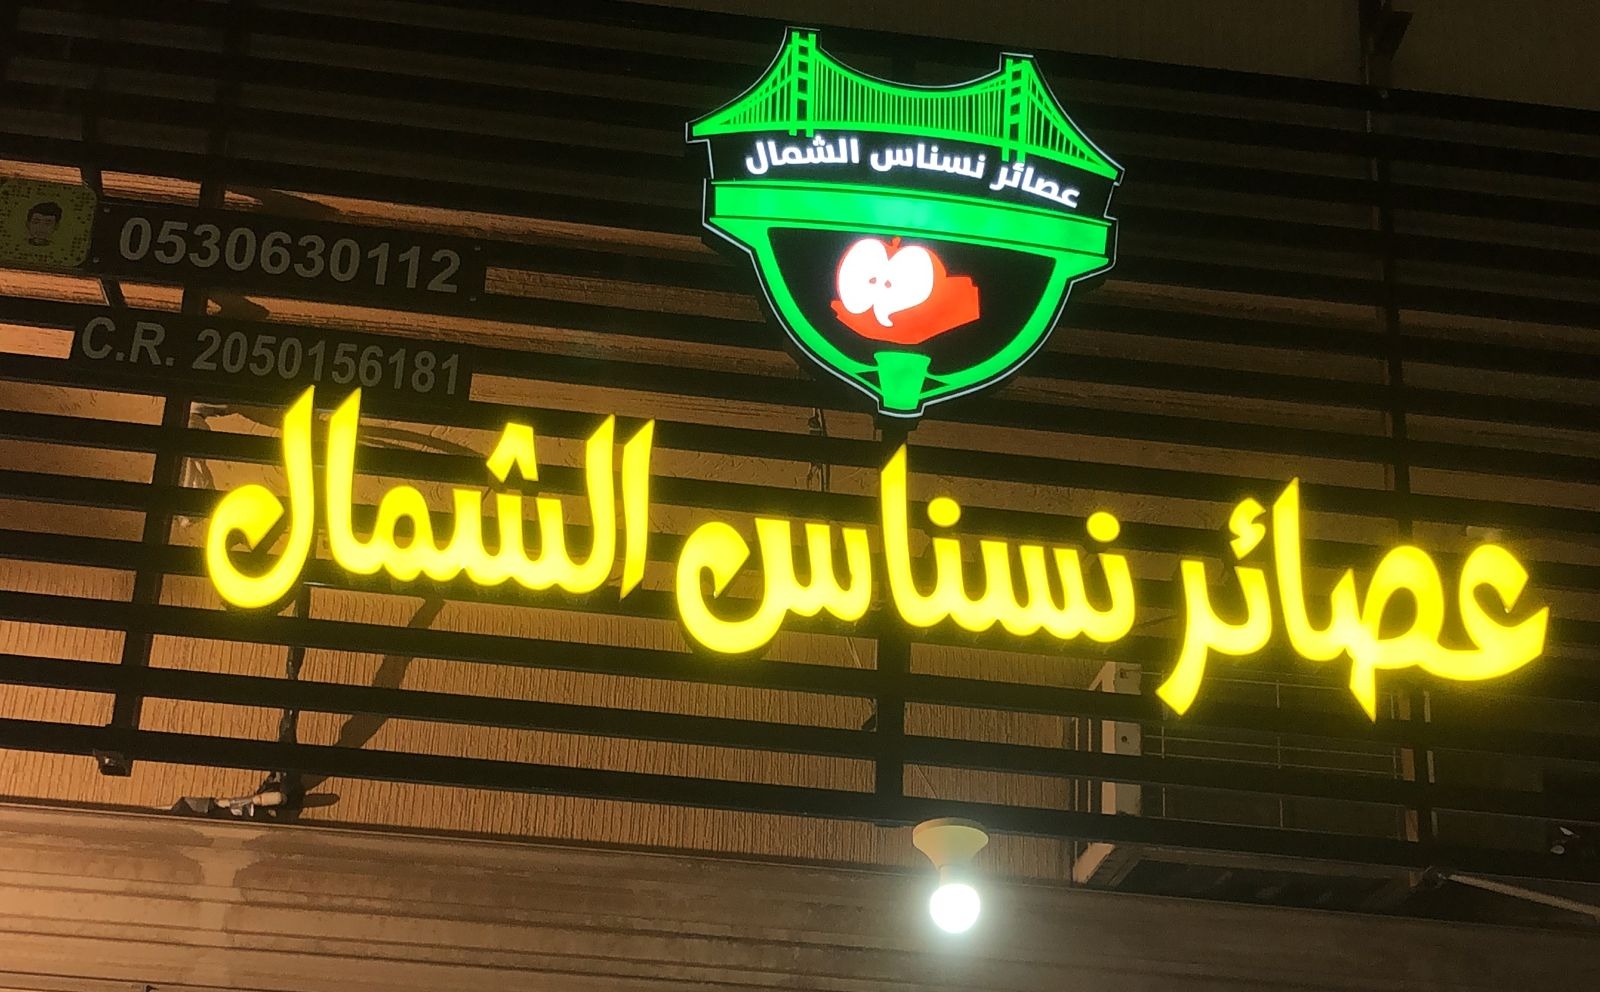 عصائر نسناس الشمال
0530630112
C.R. 2050156181
عصائر نسناس الشمال